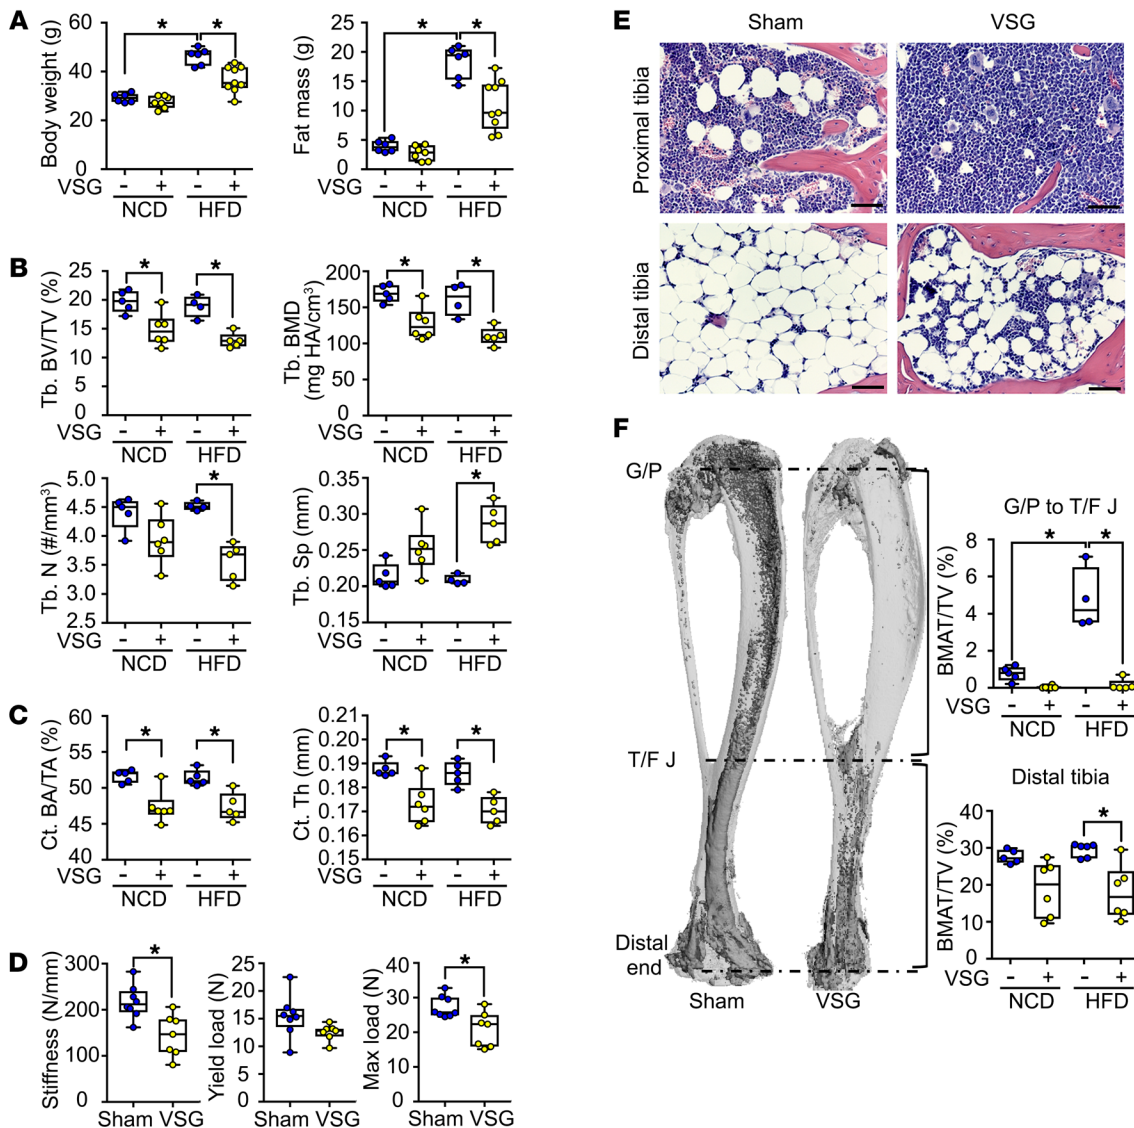 A
Body weight (g)
60
40
20
0
VSG
- + - +
NCD HFD
* *
Fat mass (g)
25
20
15
10
5
0
VSG
- + - +
NCD HFD
* *
B
Tb. BV/TV (%)
25
20
15
10
5
0
VSG
- + - +
NCD HFD
* *
Tb. BMD
(mg HA/cm³)
200
150
100
50
0
VSG
- + - +
NCD HFD
* *
Tb. N (#/mm³)
5.0
4.5
4.0
3.5
3.0
2.5
VSG
- + - +
NCD HFD
*
Tb. Sp (mm)
0.35
0.30
0.25
0.20
0.15
VSG
- + - +
NCD HFD
*
C
Ct. BA/TA (%)
60
55
50
45
40
VSG
- + - +
NCD HFD
* *
Ct. Th (mm)
0.21
0.20
0.19
0.18
0.17
0.16
0.15
VSG
- + - +
NCD HFD
* *
D
Stiffness (N/mm)
300
200
100
0
Sham VSG
*
Yield load (N)
25
20
15
10
5
0
Sham VSG
Max load (N)
40
30
20
10
0
Sham VSG
*
E
Sham VSG
Proximal tibia
Distal tibia
F
G/P
T/F J
Distal
end
Sham VSG
G/P to T/F J
BMAT/TV (%)
8
6
4
2
0
VSG
- + - +
NCD HFD
* *
Distal tibia
BMAT/TV (%)
40
30
20
10
0
VSG
- + - +
NCD HFD
*